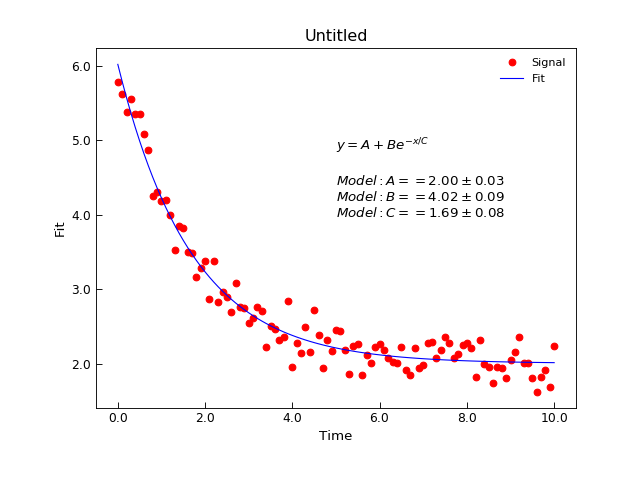 Untitled
Signal
Fit
y = A + Be^{-x/C}
Model : A == 2.00 ± 0.03
Model : B == 4.02 ± 0.09
Model : C == 1.69 ± 0.08
Fit
6.0
5.0
4.0
3.0
2.0
0.0 2.0 4.0 6.0 8.0 10.0
Time